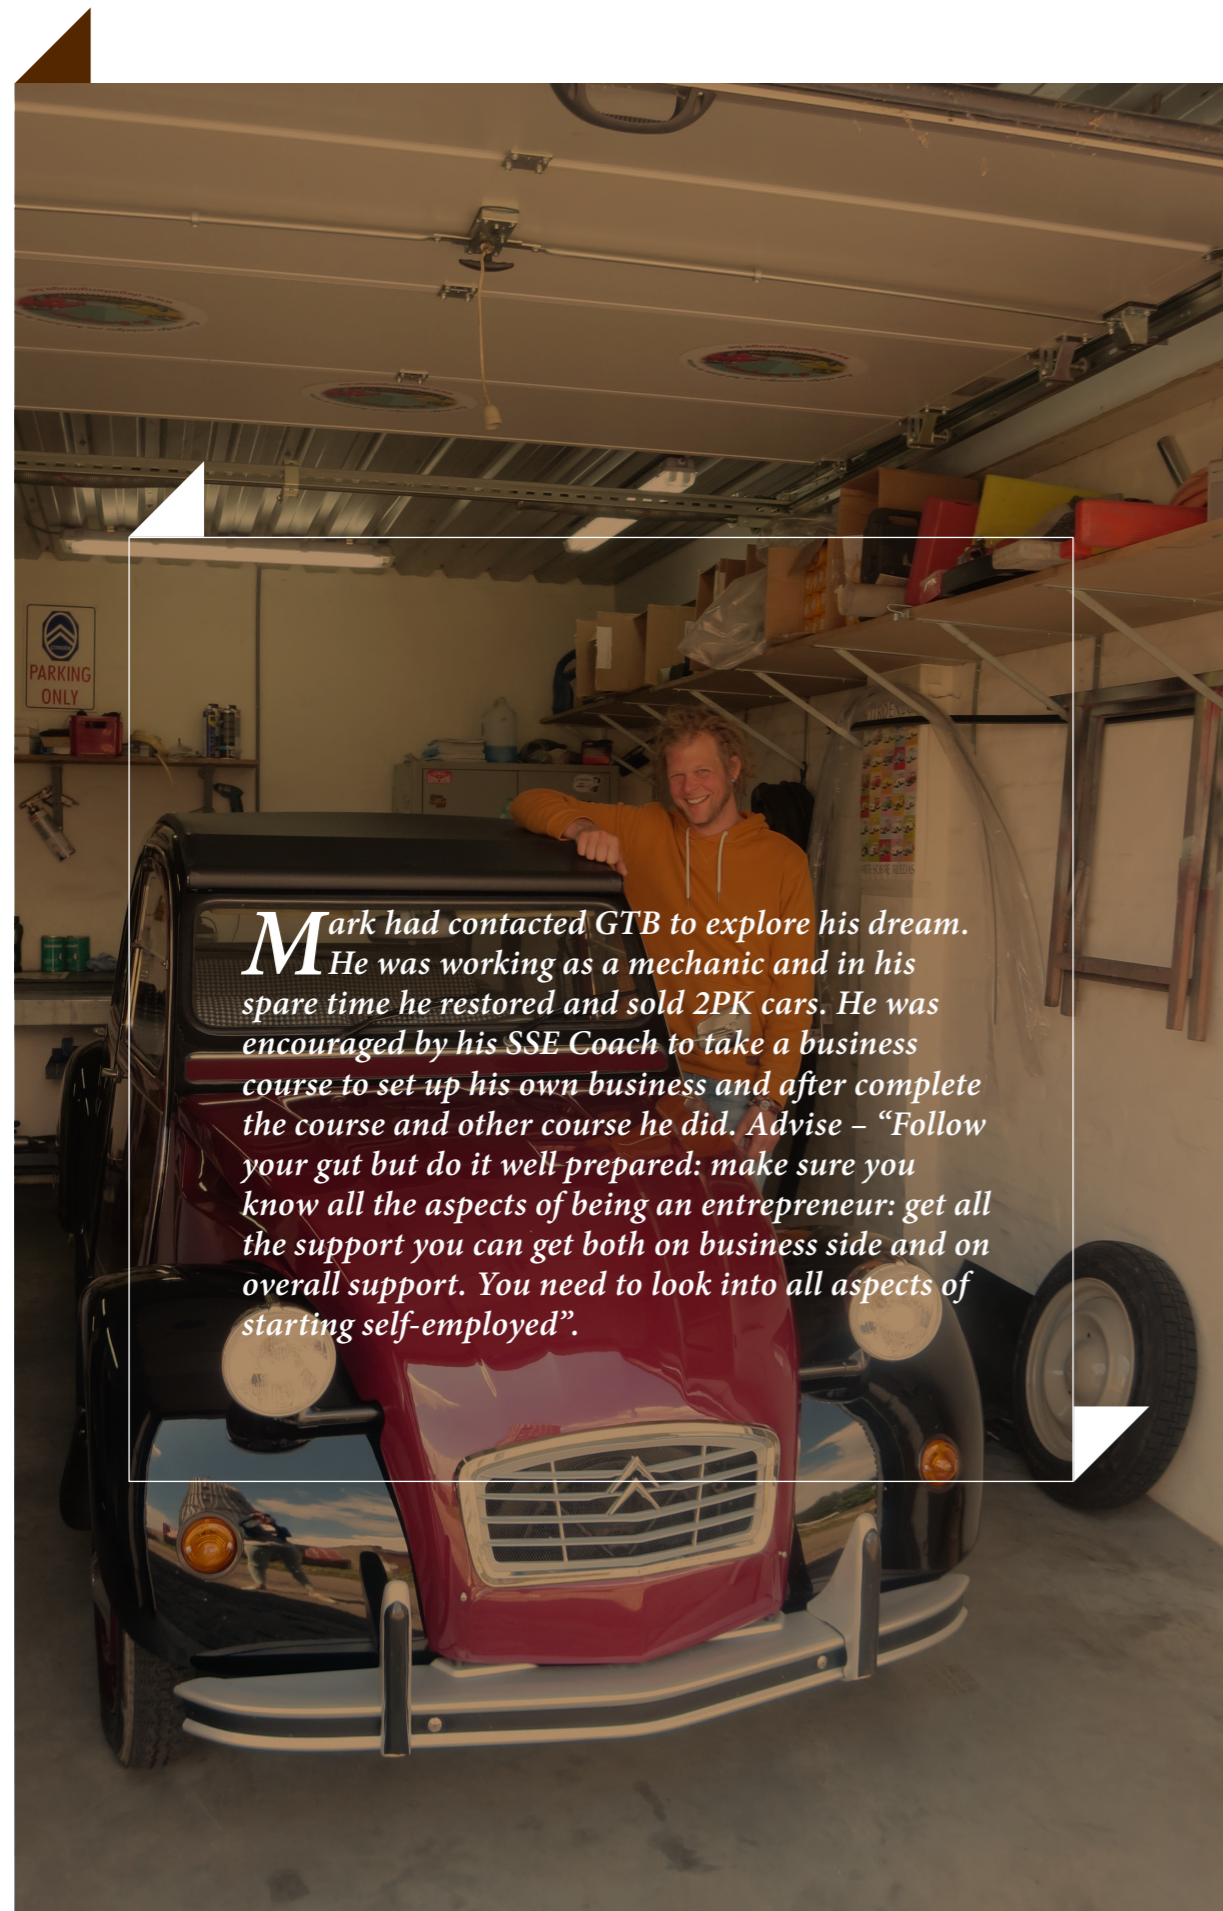 PARKING
ONLY
Mark had contacted GTB to explore his dream.
He was working as a mechanic and in his
spare time he restored and sold 2PK cars. He was
encouraged by his SSE Coach to take a business
course to set up his own business and after complete
the course and other course he did. Advise – “Follow
your gut but do it well prepared: make sure you
know all the aspects of being an entrepreneur: get all
the support you can get both on business side and on
overall support. You need to look into all aspects of
starting self-employed”.